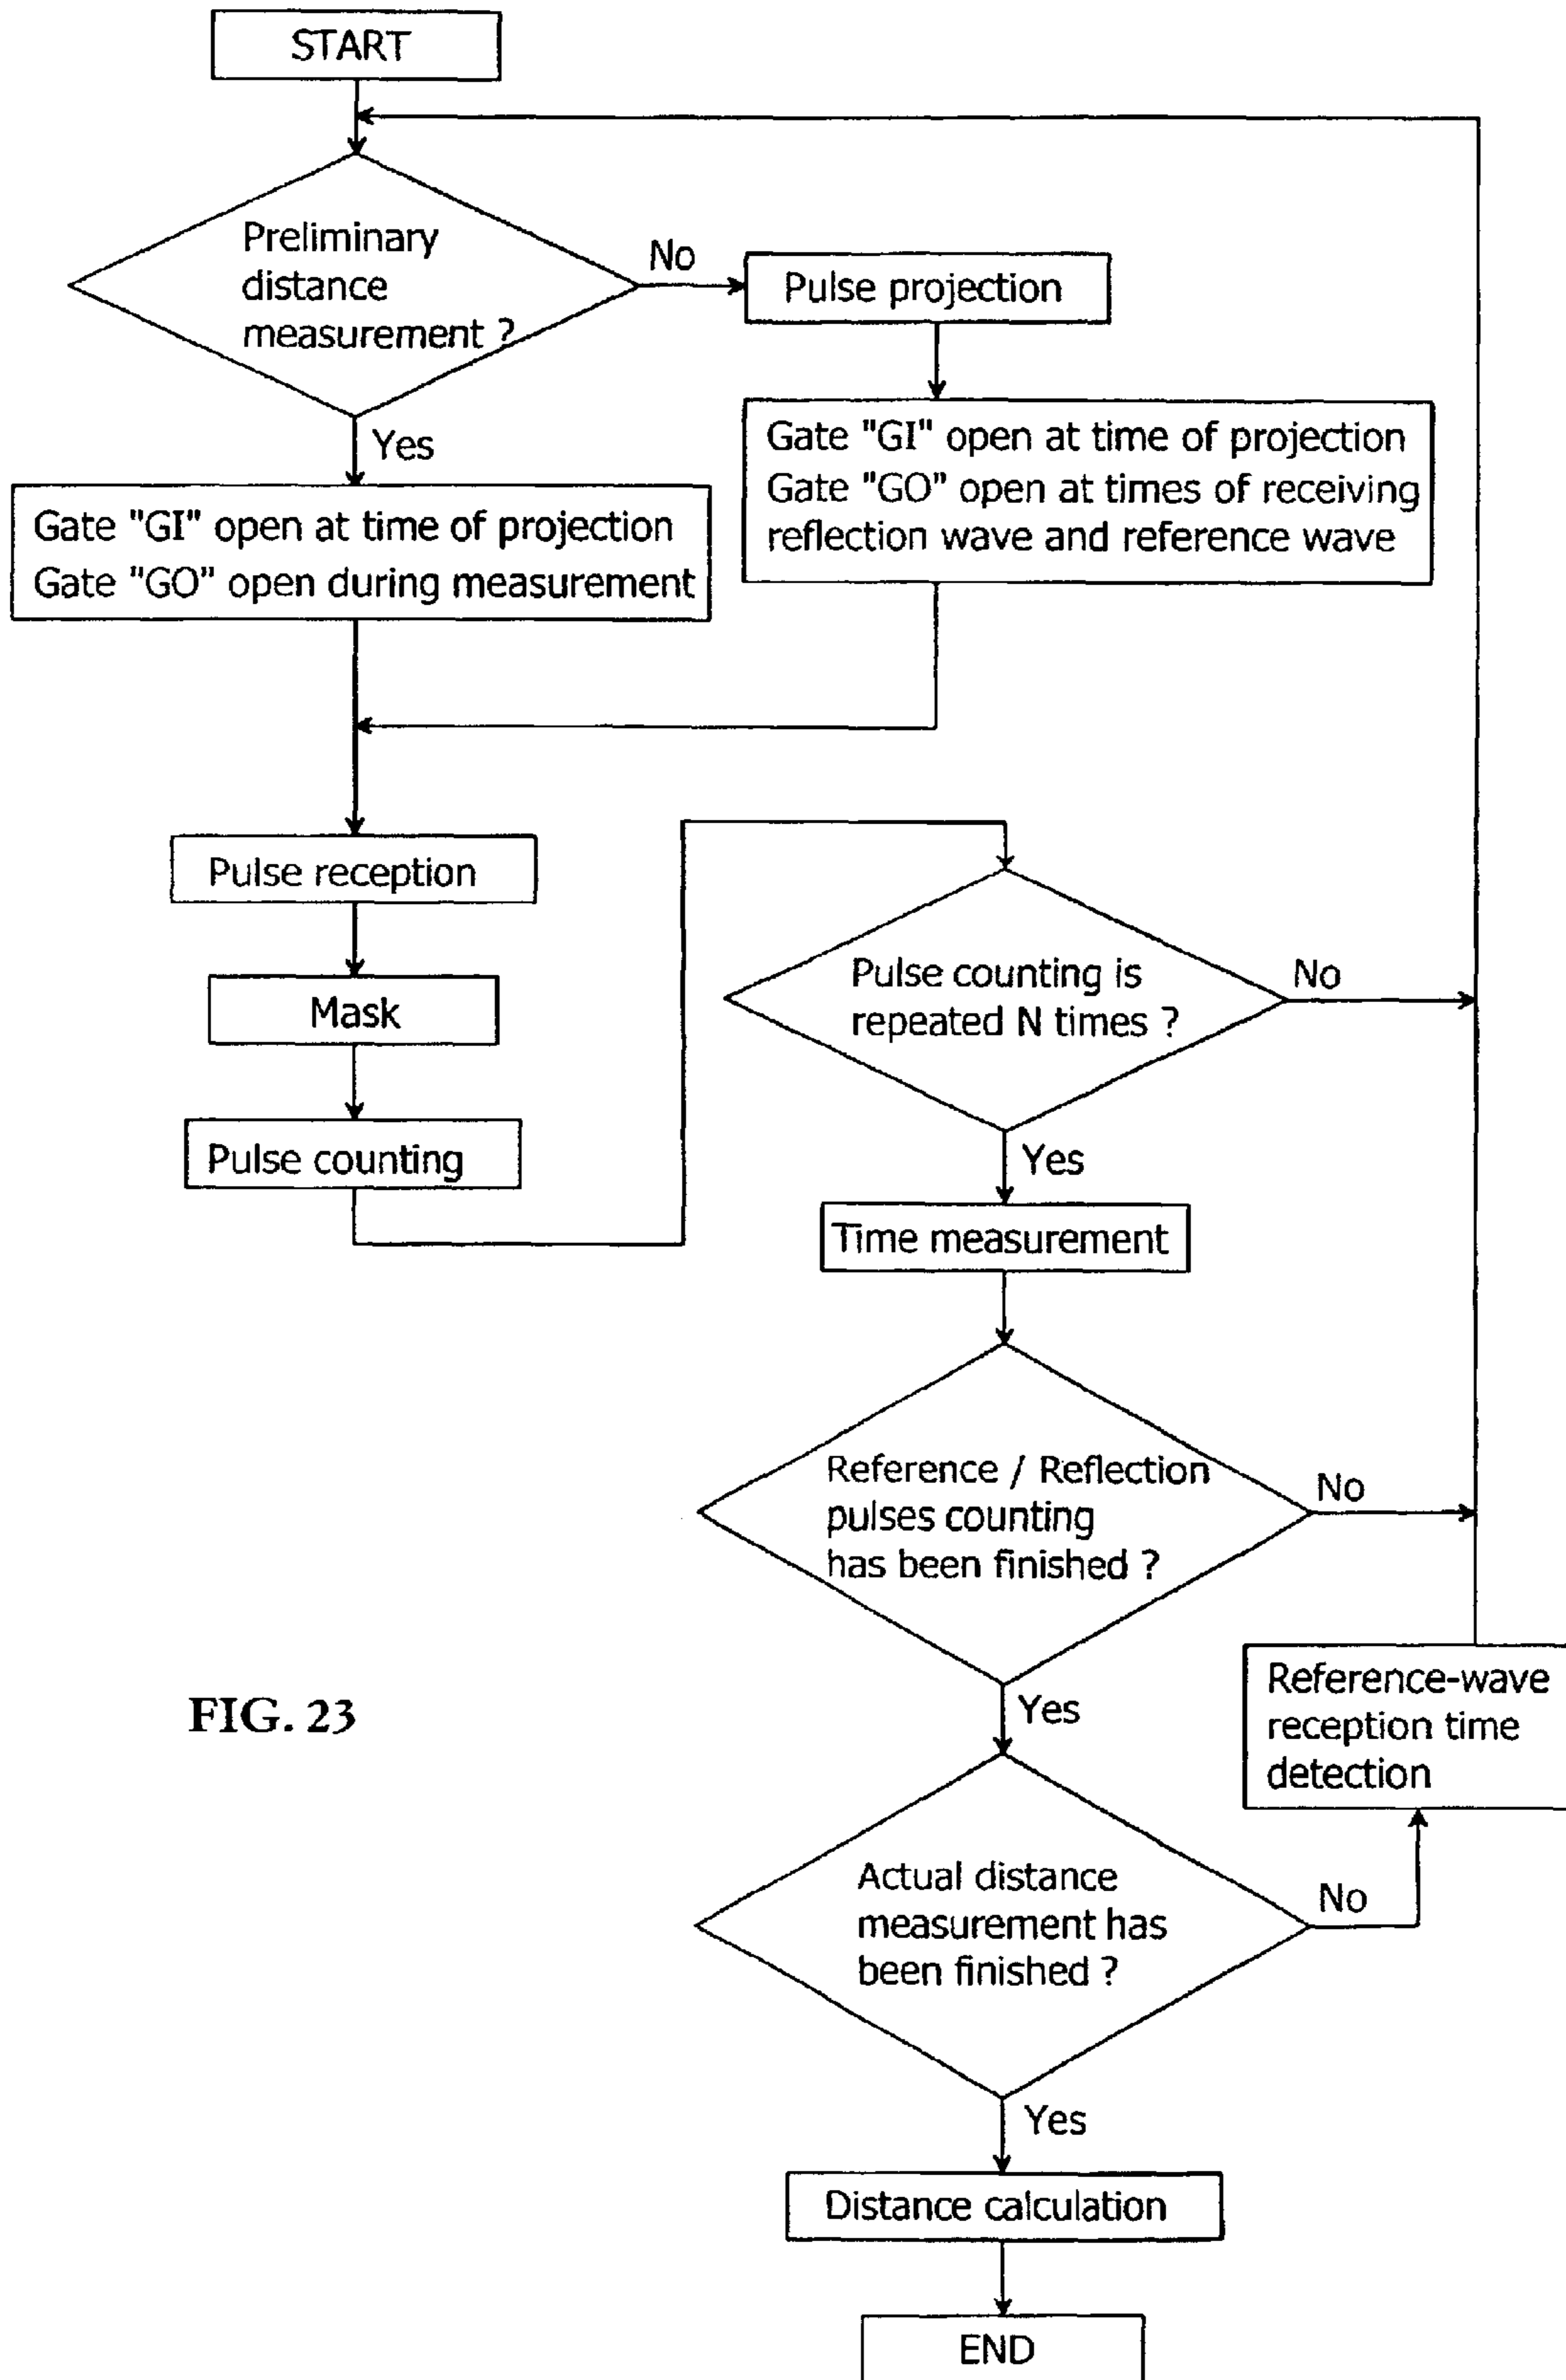 START
Preliminary
distance
measurement ?
No
Pulse projection
Yes
Gate "GI" open at time of projection
Gate "GO" open at times of receiving
reflection wave and reference wave
Gate "GI" open at time of projection
Gate "GO" open during measurement
Pulse reception
Mask
Pulse counting
Pulse counting is
repeated N times ?
No
Yes
Time measurement
Reference / Reflection
pulses counting
has been finished ?
No
Yes
Reference-wave
reception time
detection
FIG. 23
Actual distance
measurement has
been finished ?
No
Yes
Distance calculation
END